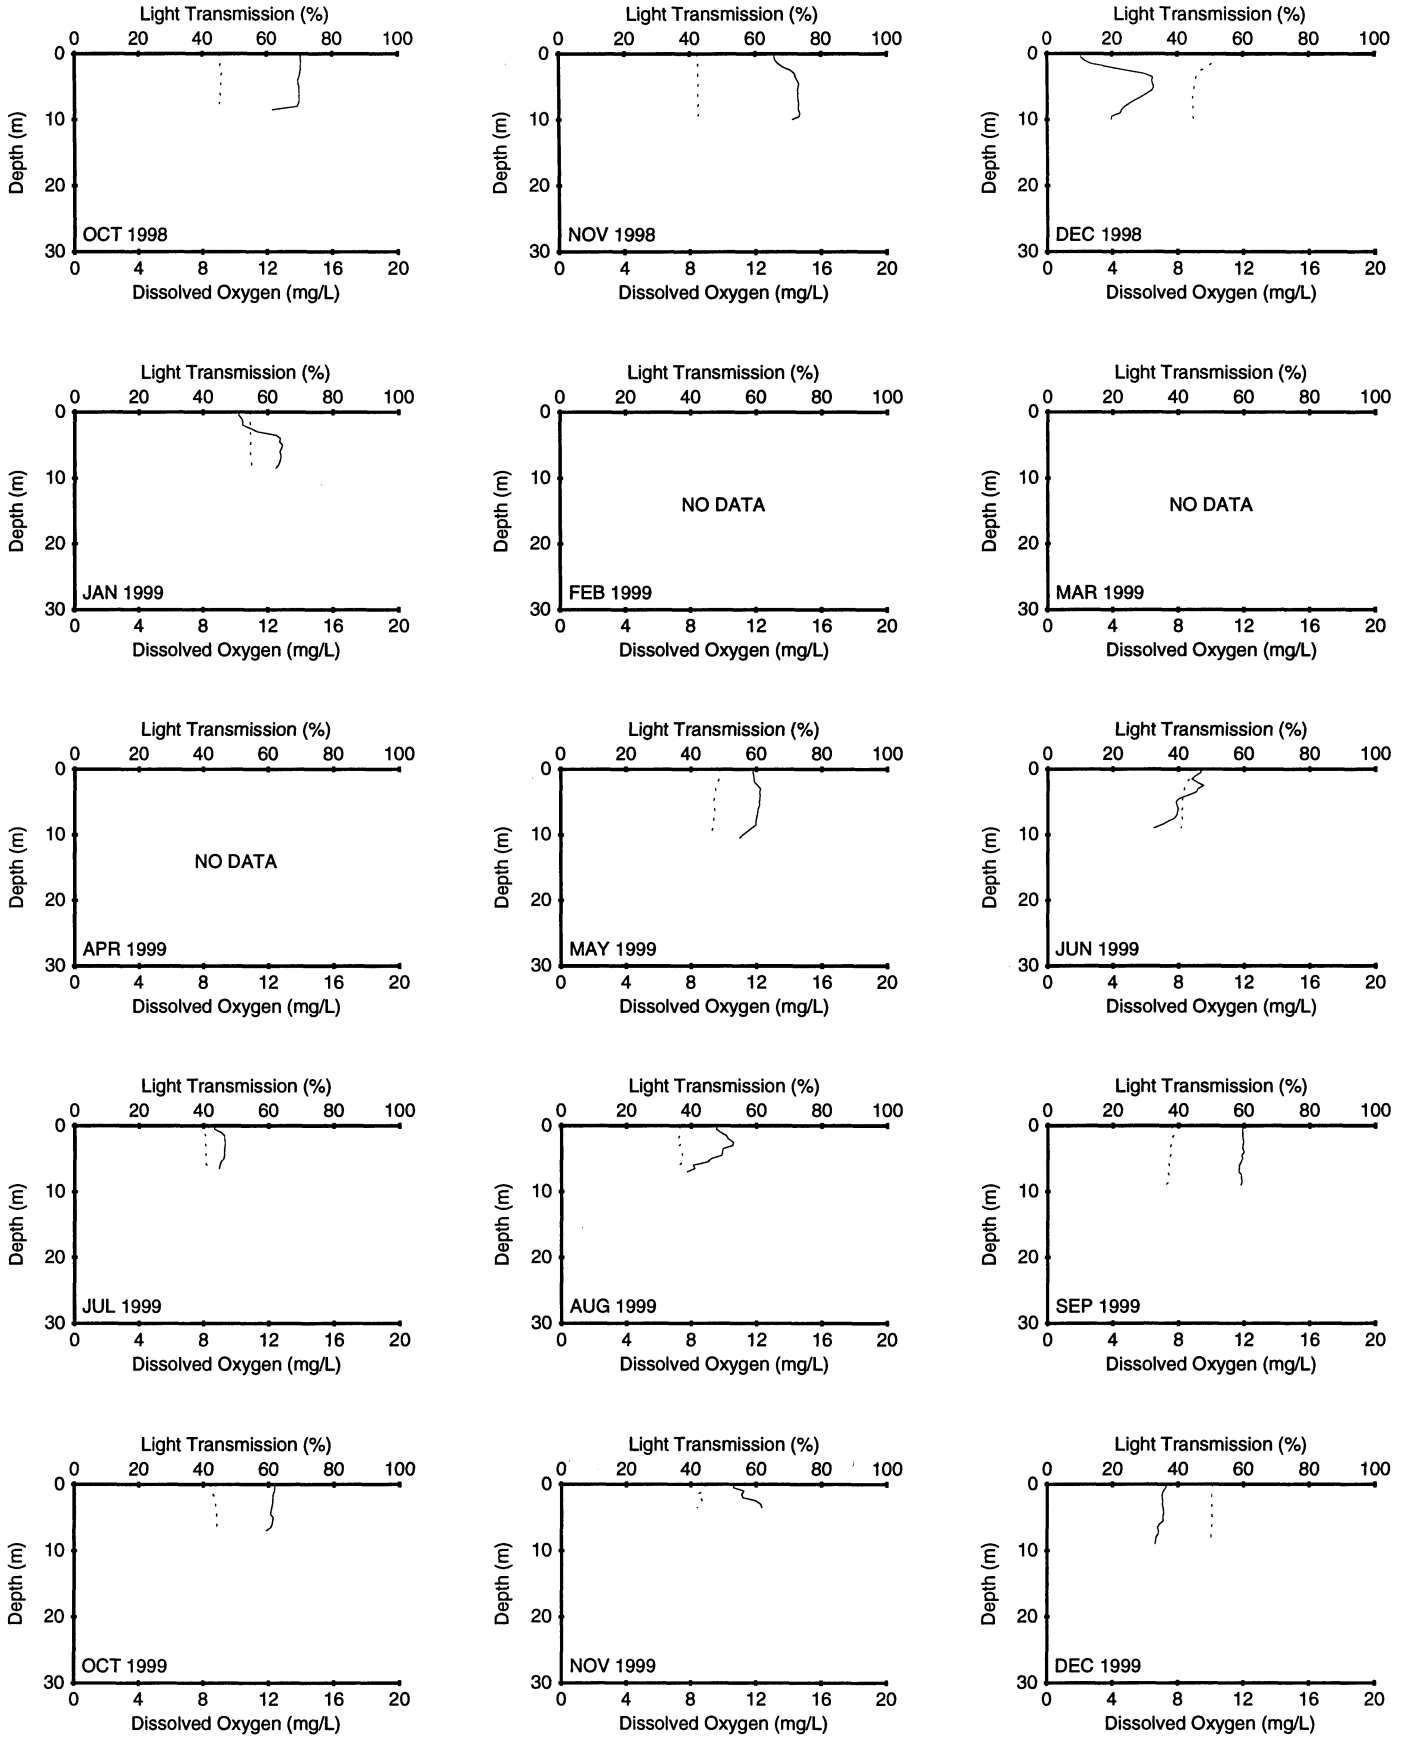 Light Transmission (%) Light Transmission (%) Light Transmission (%)
0 20 40 60 80 100 0 20 40 60 80 100 0 20 40 60 80 100
0 0 0
Depth (m) Depth (m) Depth (m)
10 10 10
20 20 20
OCT 1998 NOV 1998 DEC 1998
30 30 30
0 4 8 12 16 20 0 4 8 12 16 20 0 4 8 12 16 20
Dissolved Oxygen (mg/L) Dissolved Oxygen (mg/L) Dissolved Oxygen (mg/L)
Light Transmission (%) Light Transmission (%) Light Transmission (%)
0 20 40 60 80 100 0 20 40 60 80 100 0 20 40 60 80 100
0 0 0
Depth (m) Depth (m) Depth (m)
10 10 10
NO DATA NO DATA
20 20 20
JAN 1999 FEB 1999 MAR 1999
30 30 30
0 4 8 12 16 20 0 4 8 12 16 20 0 4 8 12 16 20
Dissolved Oxygen (mg/L) Dissolved Oxygen (mg/L) Dissolved Oxygen (mg/L)
Light Transmission (%) Light Transmission (%) Light Transmission (%)
0 20 40 60 80 100 0 20 40 60 80 100 0 20 40 60 80 100
0 0 0
Depth (m) Depth (m) Depth (m)
10 10 10
NO DATA
20 20 20
APR 1999 MAY 1999 JUN 1999
30 30 30
0 4 8 12 16 20 0 4 8 12 16 20 0 4 8 12 16 20
Dissolved Oxygen (mg/L) Dissolved Oxygen (mg/L) Dissolved Oxygen (mg/L)
Light Transmission (%) Light Transmission (%) Light Transmission (%)
0 20 40 60 80 100 0 20 40 60 80 100 0 20 40 60 80 100
0 0 0
Depth (m) Depth (m) Depth (m)
10 10 10
20 20 20
JUL 1999 AUG 1999 SEP 1999
30 30 30
0 4 8 12 16 20 0 4 8 12 16 20 0 4 8 12 16 20
Dissolved Oxygen (mg/L) Dissolved Oxygen (mg/L) Dissolved Oxygen (mg/L)
Light Transmission (%) Light Transmission (%) Light Transmission (%)
0 20 40 60 80 100 0 20 40 60 80 100 0 20 40 60 80 100
0 0 0
Depth (m) Depth (m) Depth (m)
10 10 10
20 20 20
OCT 1999 NOV 1999 DEC 1999
30 30 30
0 4 8 12 16 20 0 4 8 12 16 20 0 4 8 12 16 20
Dissolved Oxygen (mg/L) Dissolved Oxygen (mg/L) Dissolved Oxygen (mg/L)